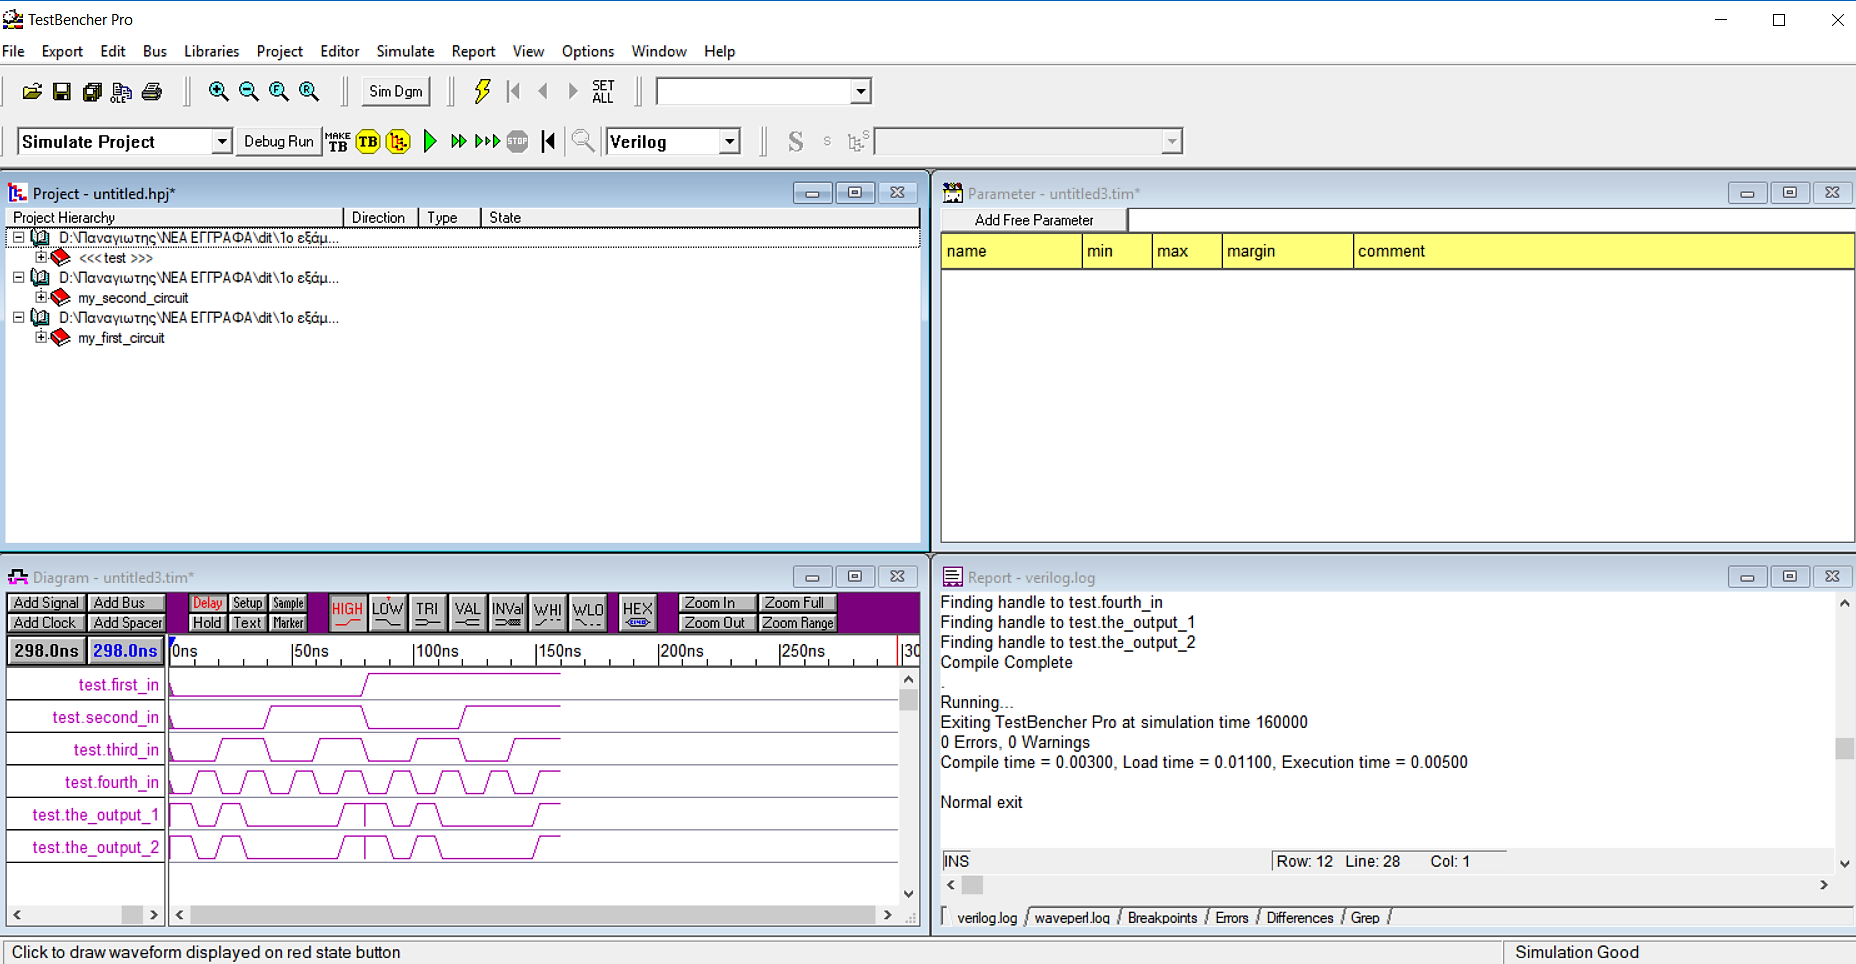 TestBencher Pro
File Export Edit Bus Libraries Project Editor Simulate Report View Options Window Help
OLE Sim Dgm SET ALL
Simulate Project Debug Run MAKE TB TB STOP Verilog S s S
Project - untitled.hpj*
Project Hierarchy Direction Type State
D:\Παναγιωτης\ΝΕΑ ΕΓΓΡΑΦΑ\dit\1ο εξάμ...
<<< test >>>
D:\Παναγιωτης\ΝΕΑ ΕΓΓΡΑΦΑ\dit\1ο εξάμ...
my_second_circuit
D:\Παναγιωτης\ΝΕΑ ΕΓΓΡΑΦΑ\dit\1ο εξάμ...
my_first_circuit
Parameter - untitled3.tim*
Add Free Parameter
name min max margin comment
Diagram - untitled3.tim*
Add Signal Add Bus Delay Setup Sample HIGH LOW TRI VAL INVal WHI WLO HEX Zoom In Zoom Full
Add Clock Add Spacer Hold Text Marker Zoom Out Zoom Range
298.0ns 298.0ns 0ns 50ns 100ns 150ns 200ns 250ns 30
test.first_in
test.second_in
test.third_in
test.fourth_in
test.the_output_1
test.the_output_2
Report - verilog.log
Finding handle to test.fourth_in
Finding handle to test.the_output_1
Finding handle to test.the_output_2
Compile Complete
.
Running...
Exiting TestBencher Pro at simulation time 160000
0 Errors, 0 Warnings
Compile time = 0.00300, Load time = 0.01100, Execution time = 0.00500
Normal exit
INS Row: 12 Line: 28 Col: 1
verilog.log waveperl.log Breakpoints Errors Differences Grep
Click to draw waveform displayed on red state button Simulation Good